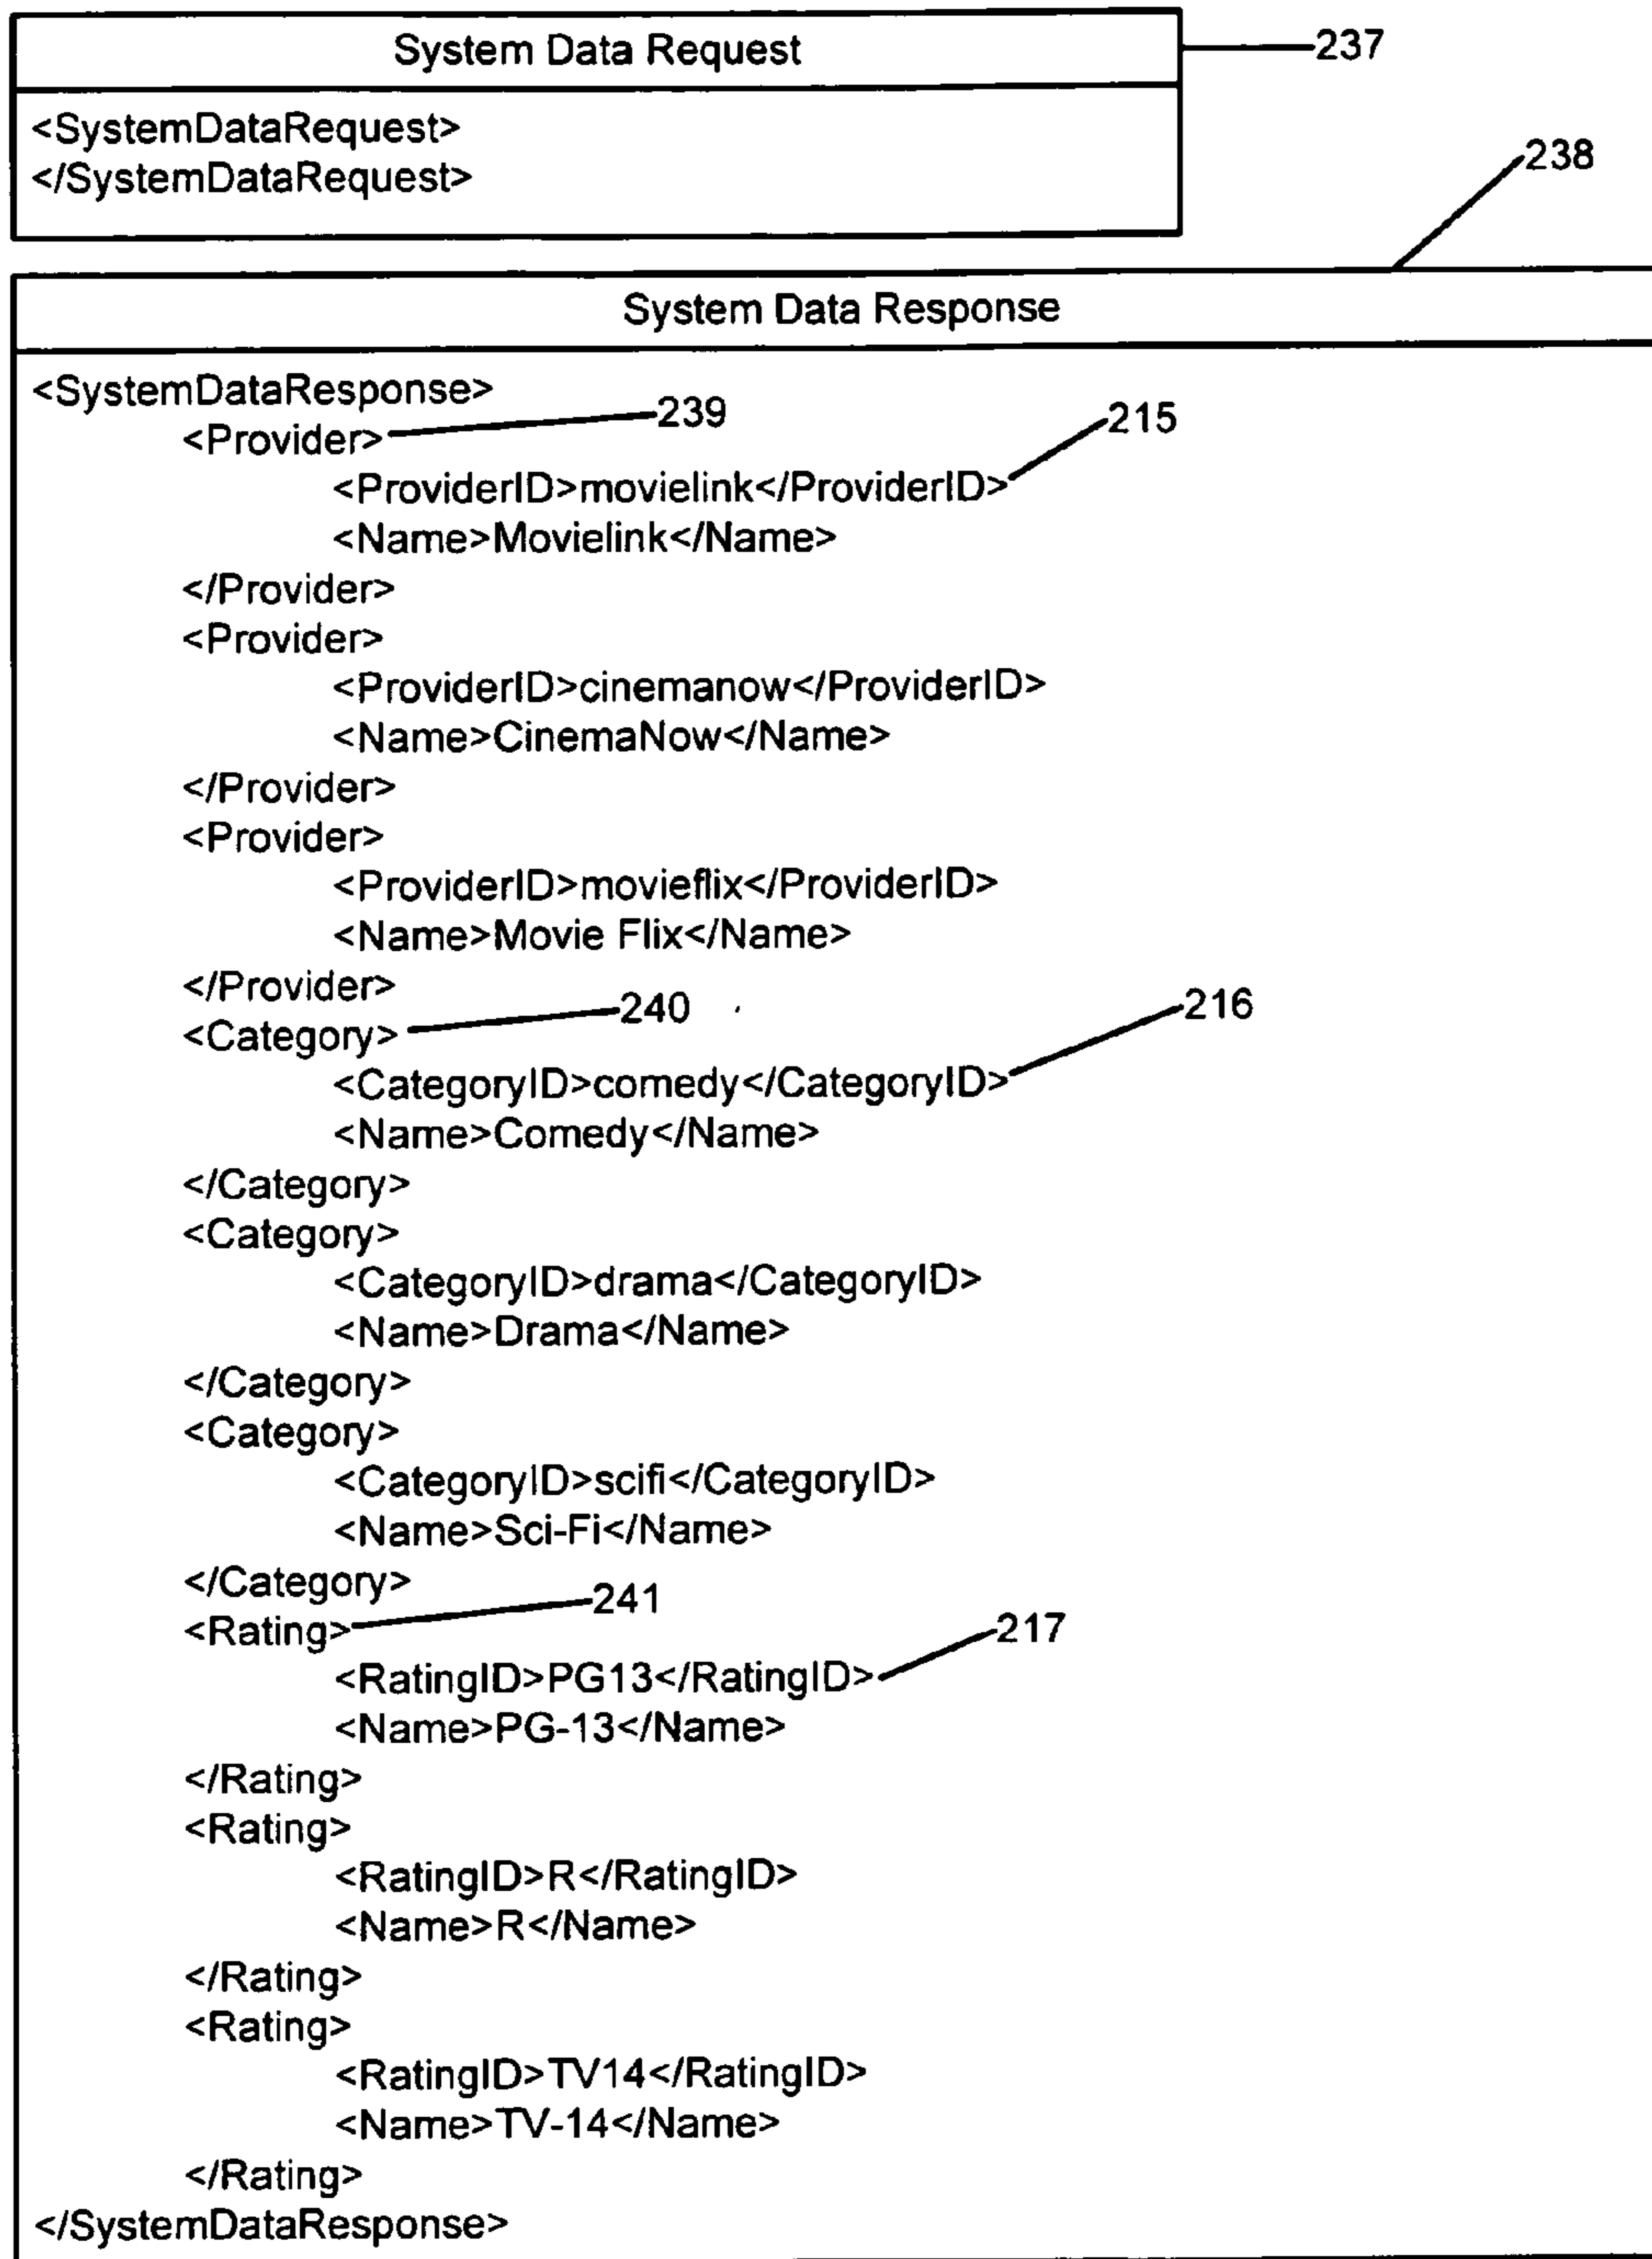 System Data Request 237
<SystemDataRequest>
</SystemDataRequest>
238
System Data Response
<SystemDataResponse>
<Provider> 239
<ProviderID>movielink</ProviderID> 215
<Name>Movielink</Name>
</Provider>
<Provider>
<ProviderID>cinemanow</ProviderID>
<Name>CinemaNow</Name>
</Provider>
<Provider>
<ProviderID>movieflix</ProviderID>
<Name>Movie Flix</Name>
</Provider>
<Category> 240
<CategoryID>comedy</CategoryID> 216
<Name>Comedy</Name>
</Category>
<Category>
<CategoryID>drama</CategoryID>
<Name>Drama</Name>
</Category>
<Category>
<CategoryID>scifi</CategoryID>
<Name>Sci-Fi</Name>
</Category>
<Rating> 241
<RatingID>PG13</RatingID> 217
<Name>PG-13</Name>
</Rating>
<Rating>
<RatingID>R</RatingID>
<Name>R</Name>
</Rating>
<Rating>
<RatingID>TV14</RatingID>
<Name>TV-14</Name>
</Rating>
</SystemDataResponse>